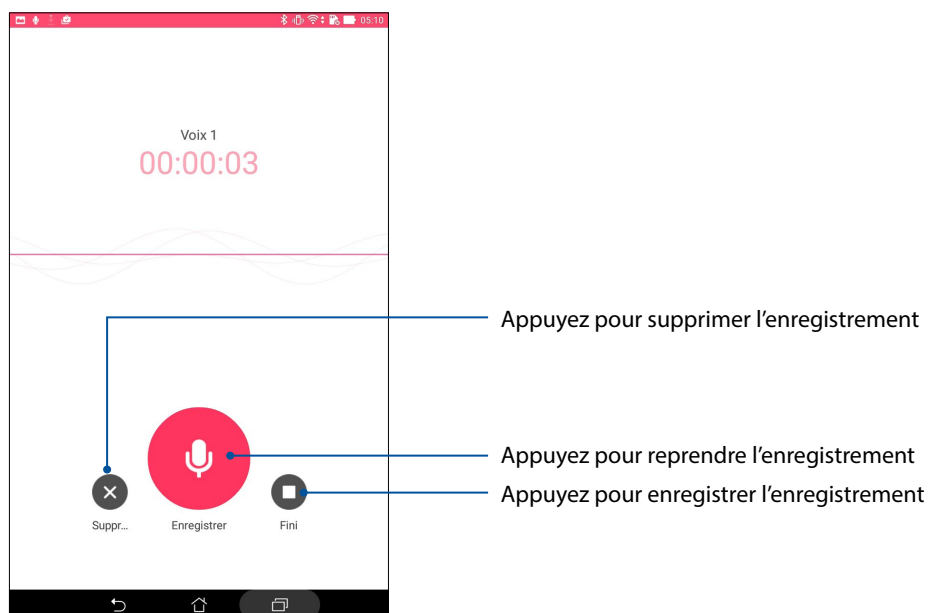 05:10
Voix 1
00:00:03
Appuyez pour supprimer l'enregistrement
Appuyez pour reprendre l'enregistrement
Appuyez pour enregistrer l'enregistrement
Suppr... Enregistrer Fini